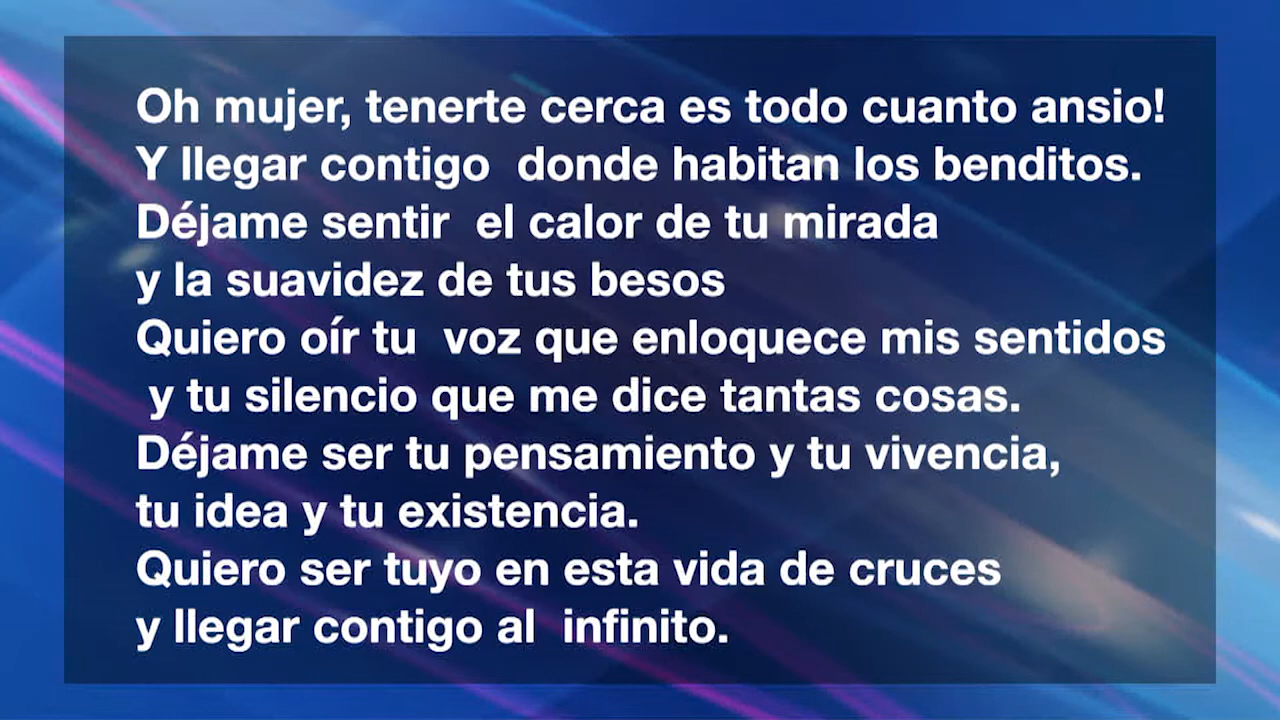 Oh mujer, tenerte cerca es todo cuanto ansio!
Y llegar contigo  donde habitan los benditos.
Déjame sentir  el calor de tu mirada
y la suavidez de tus besos
Quiero oír tu  voz que enloquece mis sentidos
y tu silencio que me dice tantas cosas.
Déjame ser tu pensamiento y tu vivencia,
tu idea y tu existencia.
Quiero ser tuyo en esta vida de cruces
y llegar contigo al  infinito.